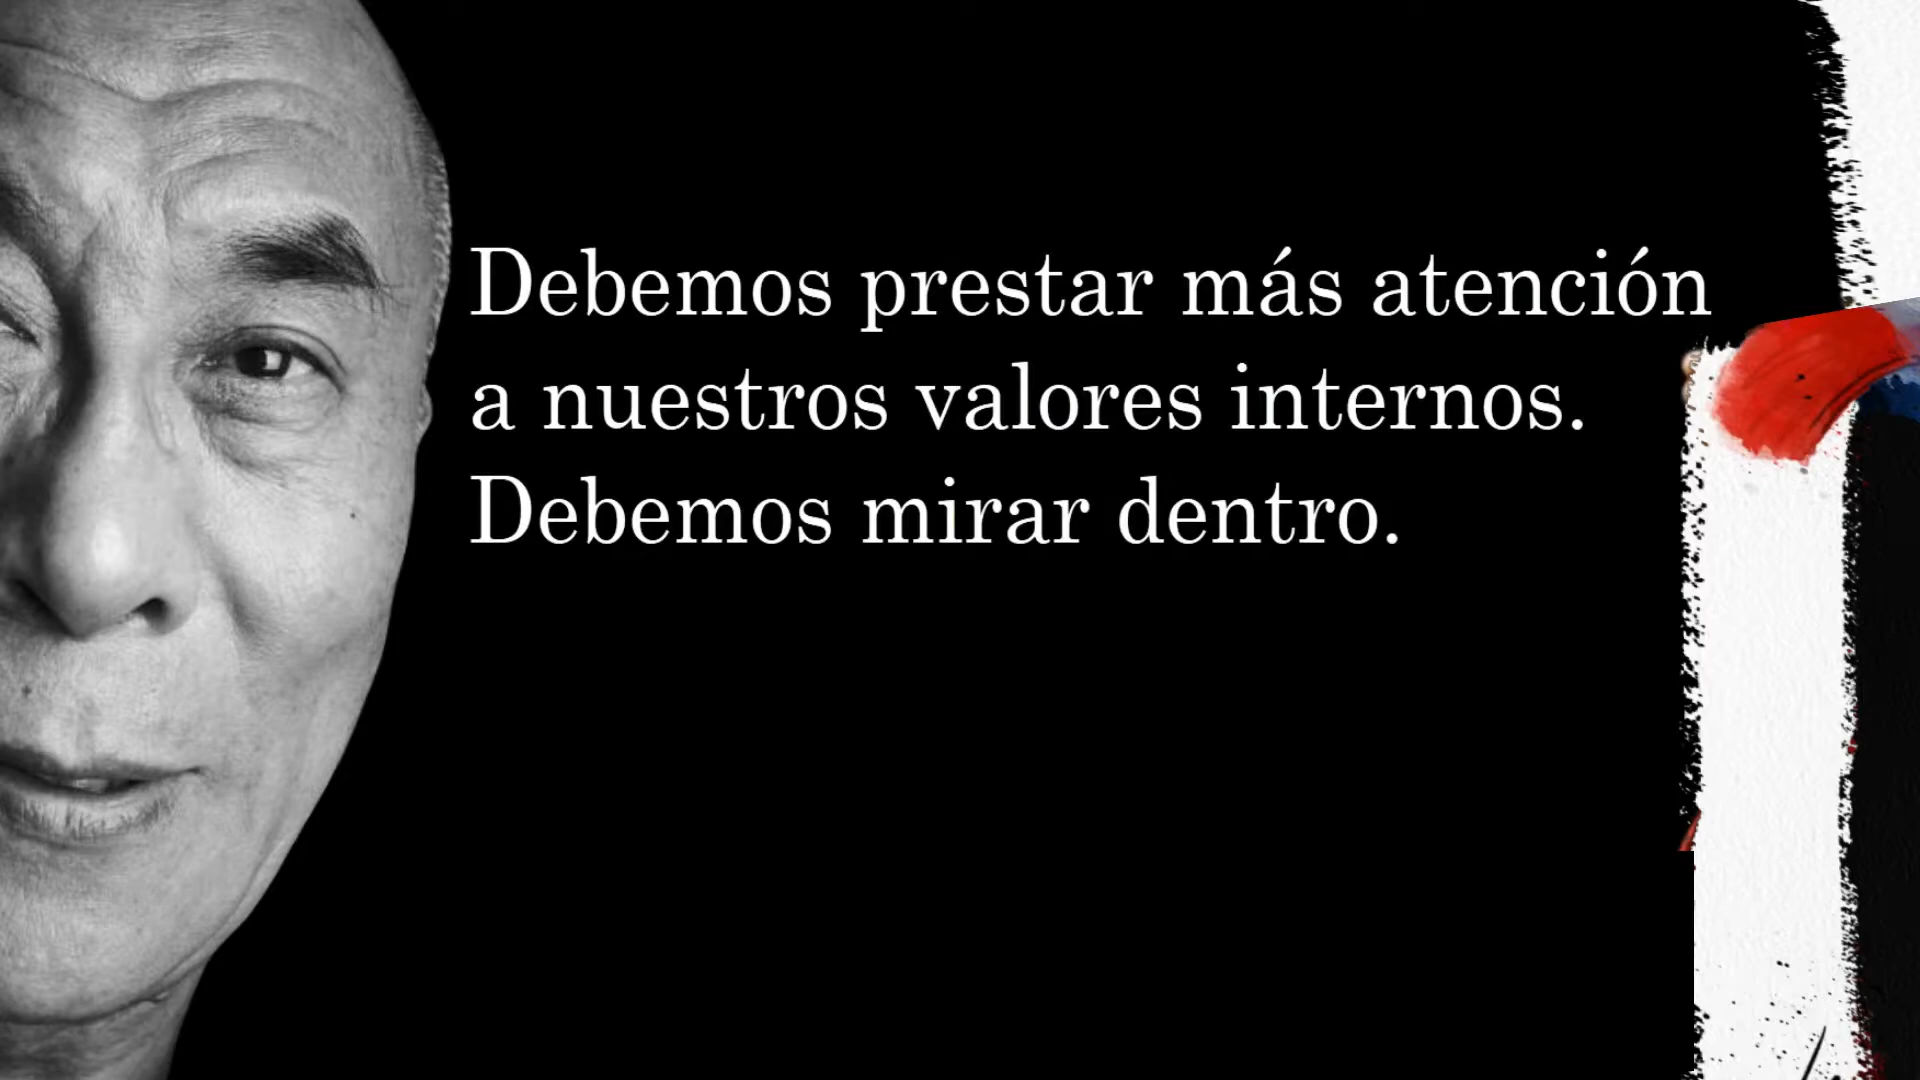 Debemos prestar más atención
a nuestros valores internos.
Debemos mirar dentro.